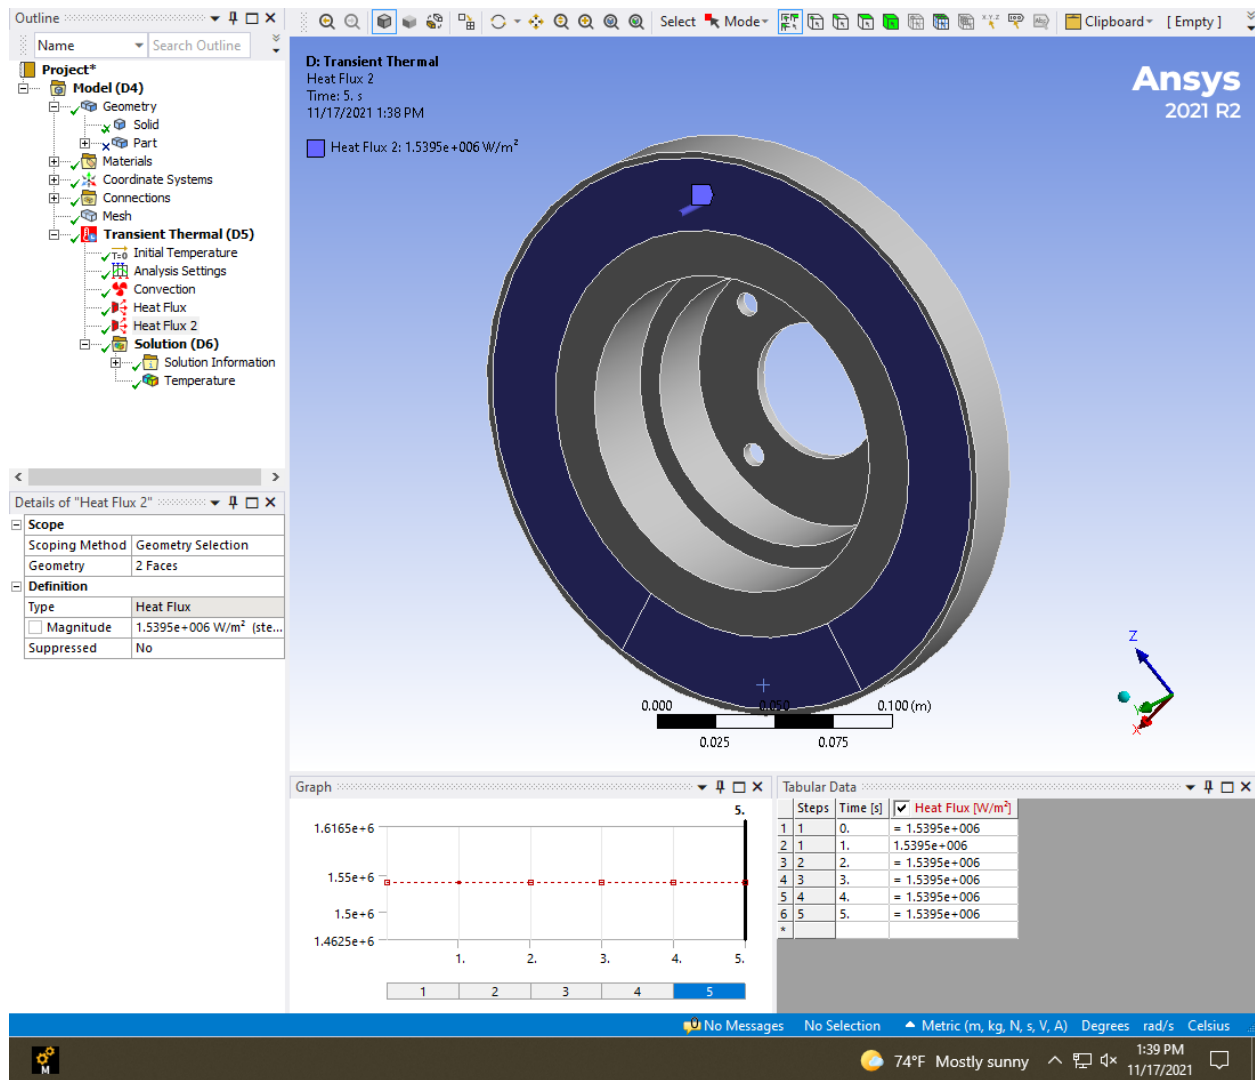 Outline
Name
Search Outline
Project*
Model (D4)
Geometry
Solid
Part
Materials
Coordinate Systems
Connections
Mesh
Transient Thermal (D5)
T=0 Initial Temperature
Analysis Settings
Convection
Heat Flux
Heat Flux 2
Solution (D6)
Solution Information
Temperature
Details of "Heat Flux 2"
Scope
Scoping Method Geometry Selection
Geometry 2 Faces
Definition
Type Heat Flux
Magnitude 1.5395e+006 W/m² (ste...
Suppressed No
Select Mode Clipboard [ Empty ]
D: Transient Thermal
Heat Flux 2
Time: 5. s
11/17/2021 1:38 PM
Heat Flux 2: 1.5395e+006 W/m²
Ansys
2021 R2
Z
Y
X
0.000 0.050 0.100 (m)
0.025 0.075
Graph
5.
1.6165e+6
1.55e+6
1.5e+6
1.4625e+6
1. 2. 3. 4. 5.
1 2 3 4 5
Tabular Data
Steps Time [s] Heat Flux [W/m²]
1 1 0. = 1.5395e+006
2 1 1. 1.5395e+006
3 2 2. = 1.5395e+006
4 3 3. = 1.5395e+006
5 4 4. = 1.5395e+006
6 5 5. = 1.5395e+006
*
0 No Messages No Selection Metric (m, kg, N, s, V, A) Degrees rad/s Celsius
M
74°F Mostly sunny
1:39 PM
11/17/2021